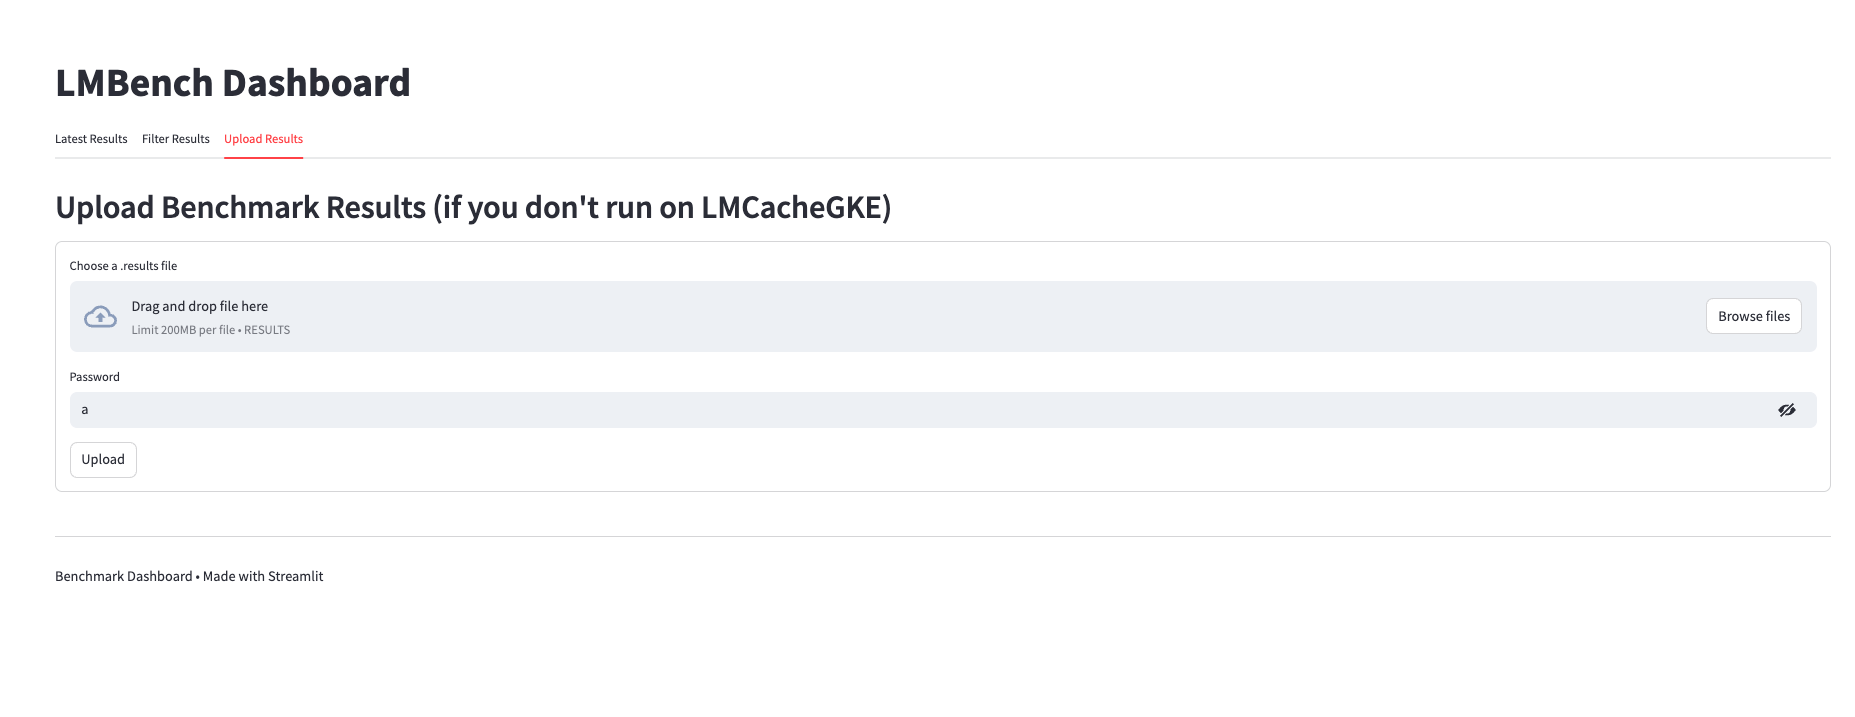 LMBench Dashboard
Latest Results Filter Results Upload Results
Upload Benchmark Results (if you don't run on LMCacheGKE)
Choose a .results file
Drag and drop file here
Limit 200MB per file • RESULTS
Browse files
Password
a
Upload
Benchmark Dashboard • Made with Streamlit